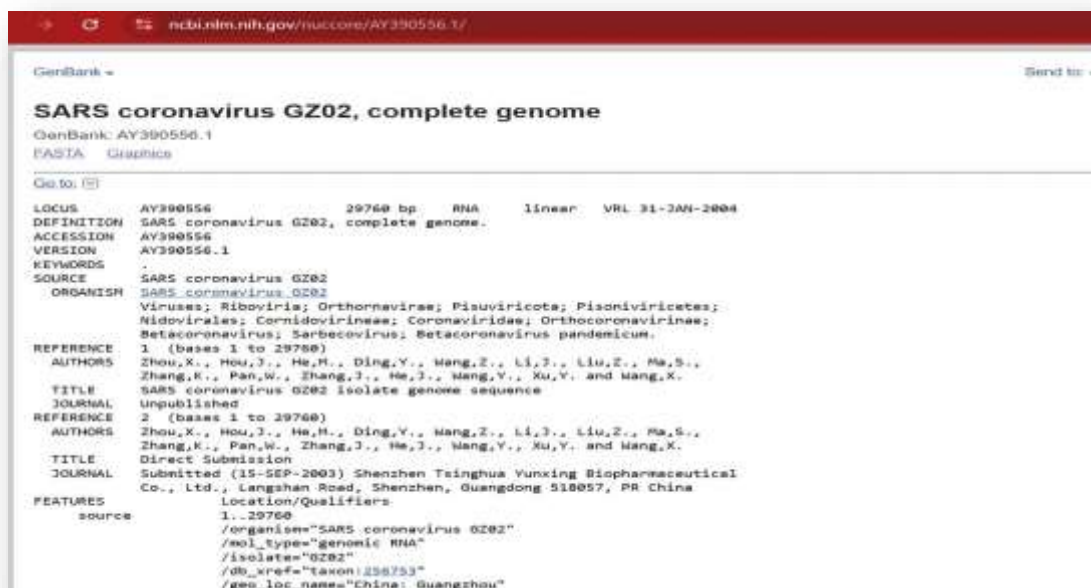 ncbi.nlm.nih.gov/nuccore/AY390556.1/
GenBank
Send to:
SARS coronavirus GZ02, complete genome
GenBank: AY390556.1
FASTA Graphics
Go to:
LOCUS AY390556 29760 bp RNA linear VRL 31-JAN-2004
DEFINITION SARS coronavirus GZ02, complete genome.
ACCESSION AY390556
VERSION AY390556.1
KEYWORDS .
SOURCE SARS coronavirus GZ02
ORGANISM SARS coronavirus GZ02
Viruses; Riboviria; Orthornavirae; Pisuviricota; Pisoniviricetes;
Nidovirales; Cornidovirineae; Coronaviridae; Orthocoronavirinae;
Betacoronavirus; Sarbecovirus; Betacoronavirus pandemicum.
REFERENCE 1 (bases 1 to 29760)
AUTHORS Zhou,X., Hou,J., He,M., Ding,Y., Wang,Z., Li,J., Liu,Z., Ma,S.,
Zhang,K., Pan,W., Zhang,J., He,J., Wang,Y., Xu,Y. and Wang,X.
TITLE SARS coronavirus GZ02 isolate genome sequence
JOURNAL Unpublished
REFERENCE 2 (bases 1 to 29760)
AUTHORS Zhou,X., Hou,J., He,M., Ding,Y., Wang,Z., Li,J., Liu,Z., Ma,S.,
Zhang,K., Pan,W., Zhang,J., He,J., Wang,Y., Xu,Y. and Wang,X.
TITLE Direct Submission
JOURNAL Submitted (15-SEP-2003) Shenzhen Tsinghua Yunxing Biopharmaceutical
Co., Ltd., Langshan Road, Shenzhen, Guangdong 518057, PR China
FEATURES Location/Qualifiers
source 1..29760
/organism="SARS coronavirus GZ02"
/mol_type="genomic RNA"
/isolate="GZ02"
/db_xref="taxon:256753"
/geo_loc_name="China: Guangzhou"